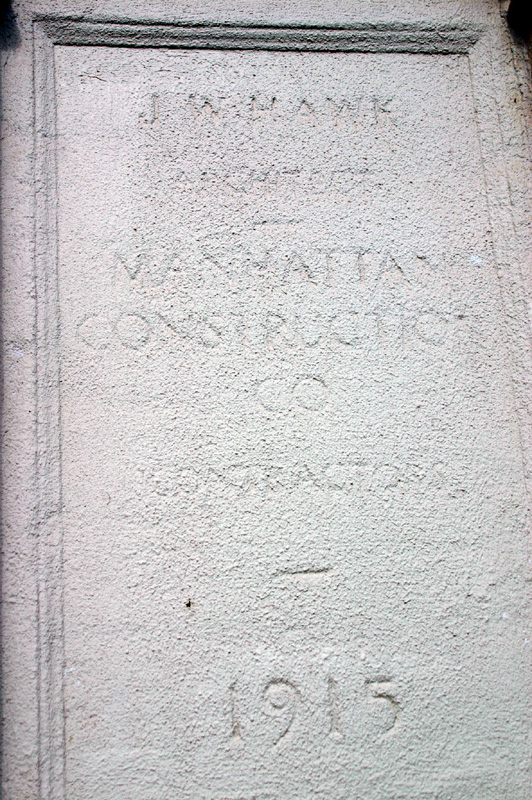 J W HAWK
ARCHITECT
—
MANHATTAN
CONSTRUCTION
CO
CONTRACTORS
—
1915